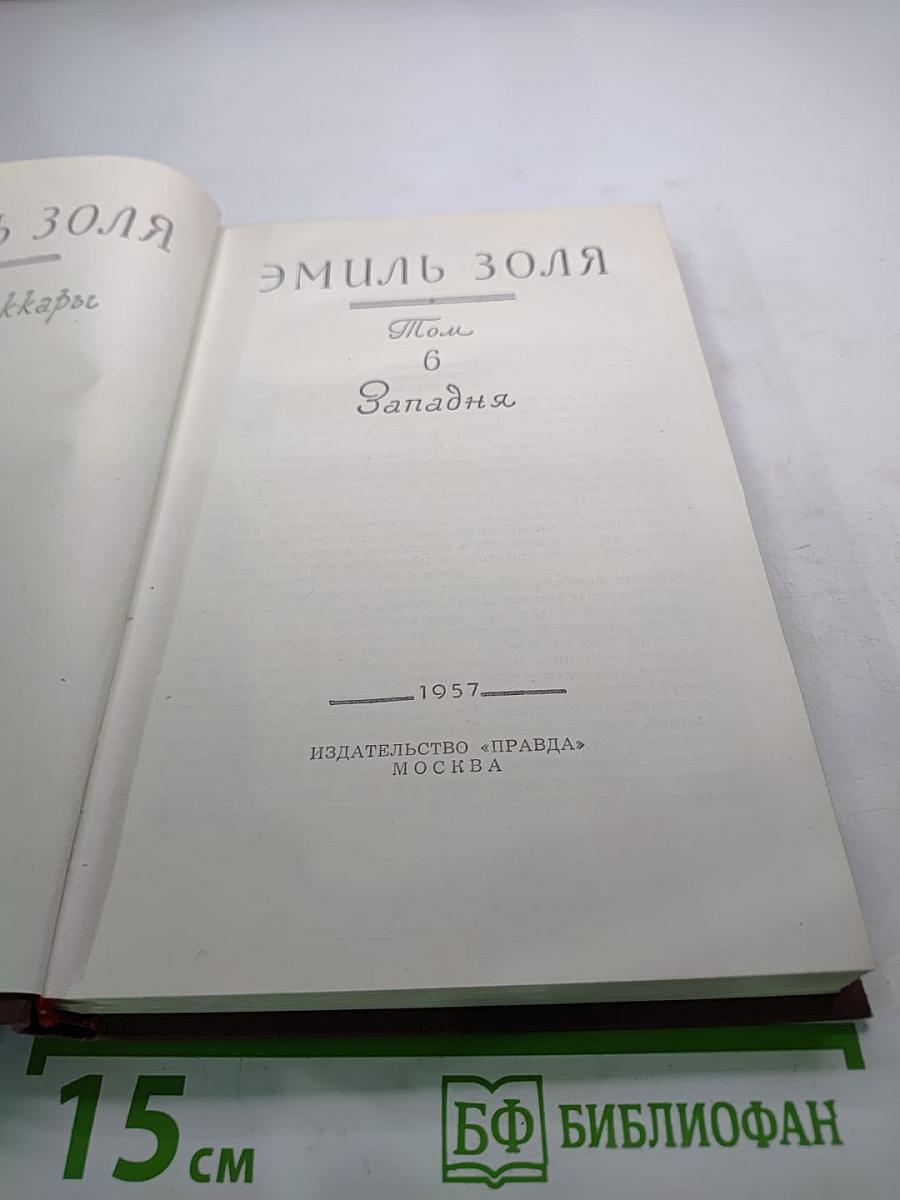 Ь ЗОЛЯ
ккары
ЭМИЛЬ ЗОЛЯ
Том
6
Западня
1957
ИЗДАТЕЛЬСТВО «ПРАВДА»
МОСКВА
15 см
БФ БИБЛИОФАН